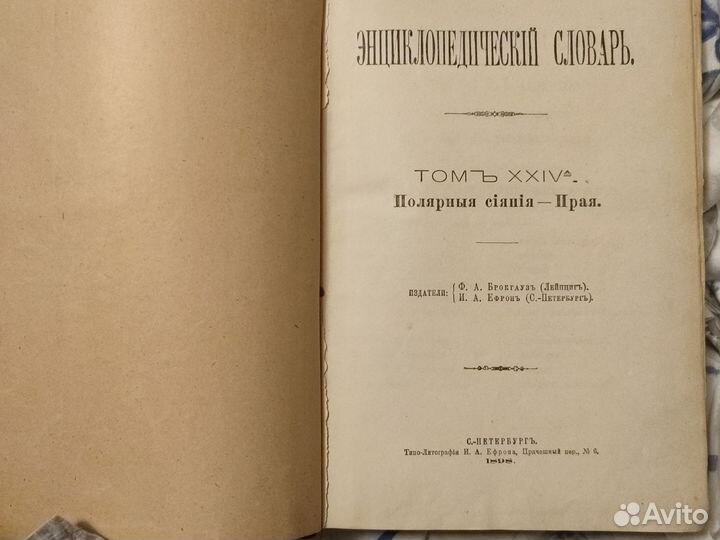 ЭНЦИКЛОПЕДИЧЕСКІЙ СЛОВАРЬ.
ТОМЪ XXIVA.
Полярныя сіянія — Прая.
ИЗДАТЕЛИ: { Ф. А. Брокгаузъ (Лейпцигъ).
И. А. Ефронъ (С.-Петербургъ).
С.-ПЕТЕРБУРГЪ.
Типо-Литографія И. А. Ефрона, Прачешный пер., № 6.
1898.
Avito